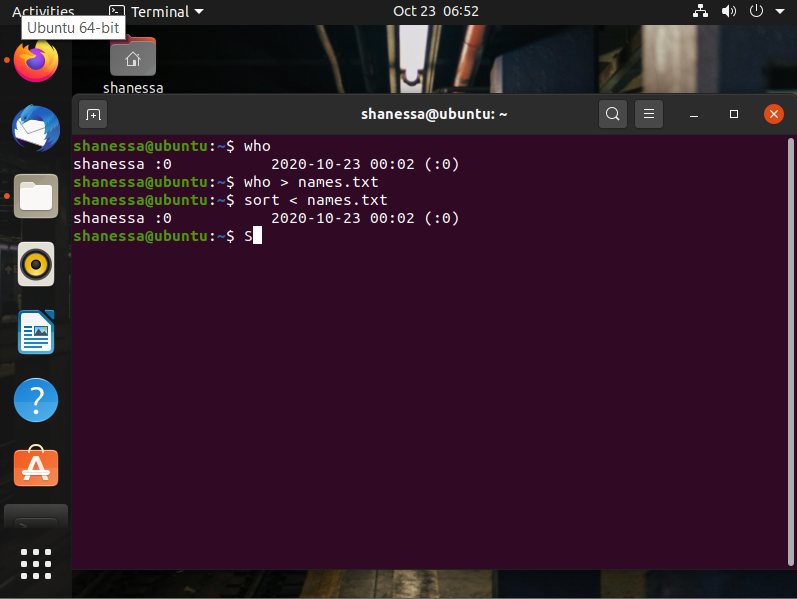 Activities
Terminal
Oct 23 06:52
Ubuntu 64-bit
shanessa
shanessa@ubuntu: ~
shanessa@ubuntu:~$ who
shanessa :0           2020-10-23 00:02 (:0)
shanessa@ubuntu:~$ who > names.txt
shanessa@ubuntu:~$ sort < names.txt
shanessa :0           2020-10-23 00:02 (:0)
shanessa@ubuntu:~$ S